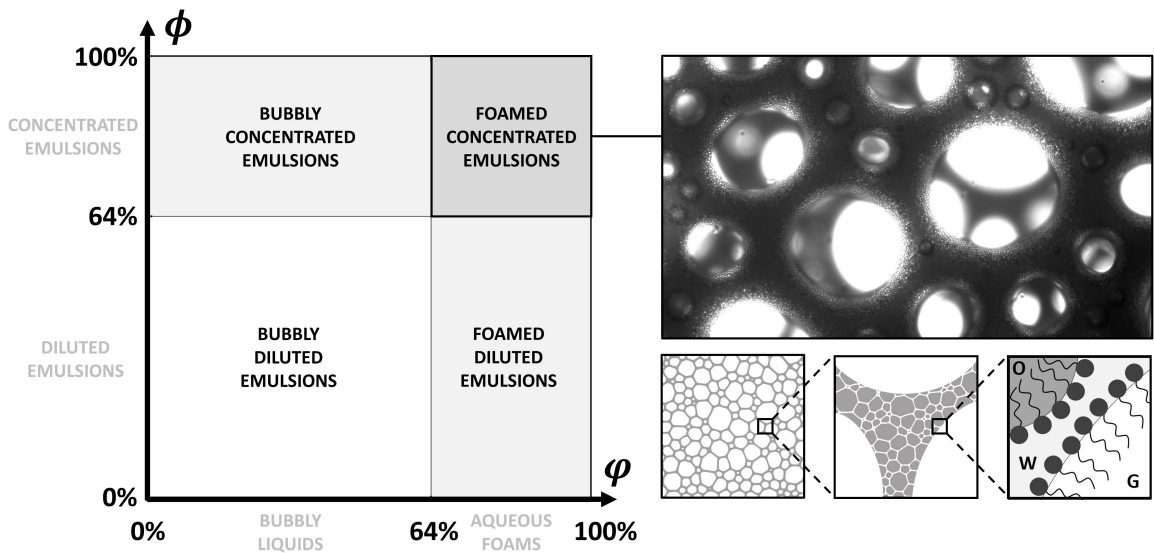 ϕ
100%
CONCENTRATED
EMULSIONS
BUBBLY
CONCENTRATED
EMULSIONS
FOAMED
CONCENTRATED
EMULSIONS
64%
DILUTED
EMULSIONS
BUBBLY
DILUTED
EMULSIONS
FOAMED
DILUTED
EMULSIONS
O
W
G
0%
φ
0%
BUBBLY
LIQUIDS
64%
AQUEOUS
FOAMS
100%